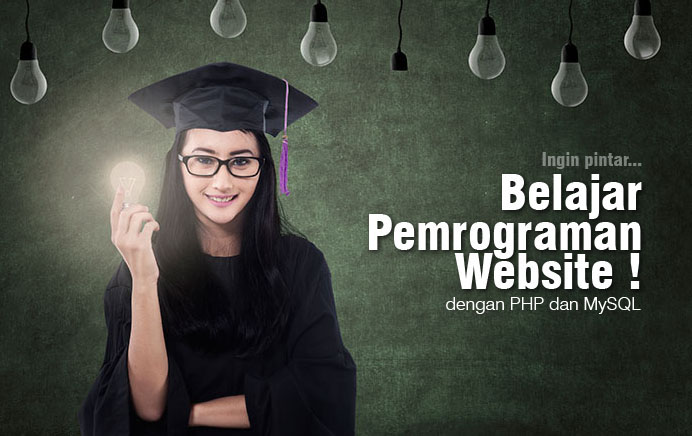 Ingin pintar...
Belajar
Pemrograman
Website !
dengan PHP dan MySQL